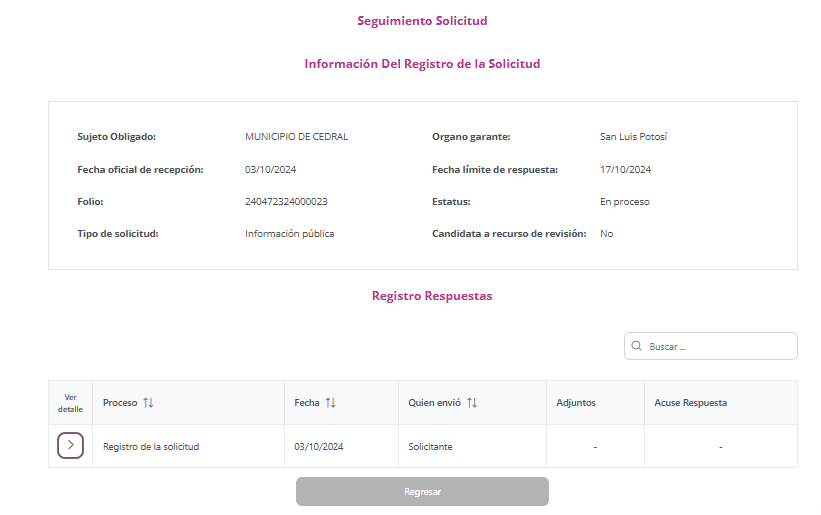 Seguimiento Solicitud
Información Del Registro de la Solicitud
Sujeto Obligado: MUNICIPIO DE CEDRAL Organo garante: San Luis Potosí
Fecha oficial de recepción: 03/10/2024 Fecha límite de respuesta: 17/10/2024
Folio: 240472324000023 Estatus: En proceso
Tipo de solicitud: Información pública Candidata a recurso de revisión: No
Registro Respuestas
Buscar ...
Ver detalle Proceso Fecha Quien envió Adjuntos Acuse Respuesta
Registro de la solicitud 03/10/2024 Solicitante - -
Regresar